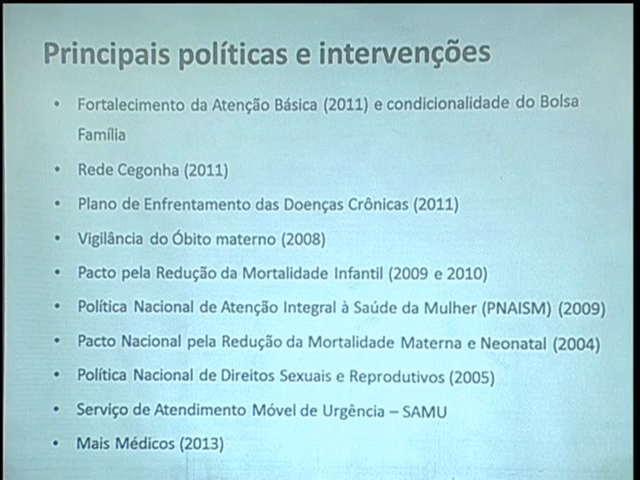 Principais políticas e intervenções
• Fortalecimento da Atenção Básica (2011) e condicionalidade do Bolsa
Família
• Rede Cegonha (2011)
• Plano de Enfrentamento das Doenças Crônicas (2011)
• Vigilância do Óbito materno (2008)
• Pacto pela Redução da Mortalidade Infantil (2009 e 2010)
• Política Nacional de Atenção Integral à Saúde da Mulher (PNAISM) (2009)
• Pacto Nacional pela Redução da Mortalidade Materna e Neonatal (2004)
• Política Nacional de Direitos Sexuais e Reprodutivos (2005)
• Serviço de Atendimento Móvel de Urgência – SAMU
• Mais Médicos (2013)